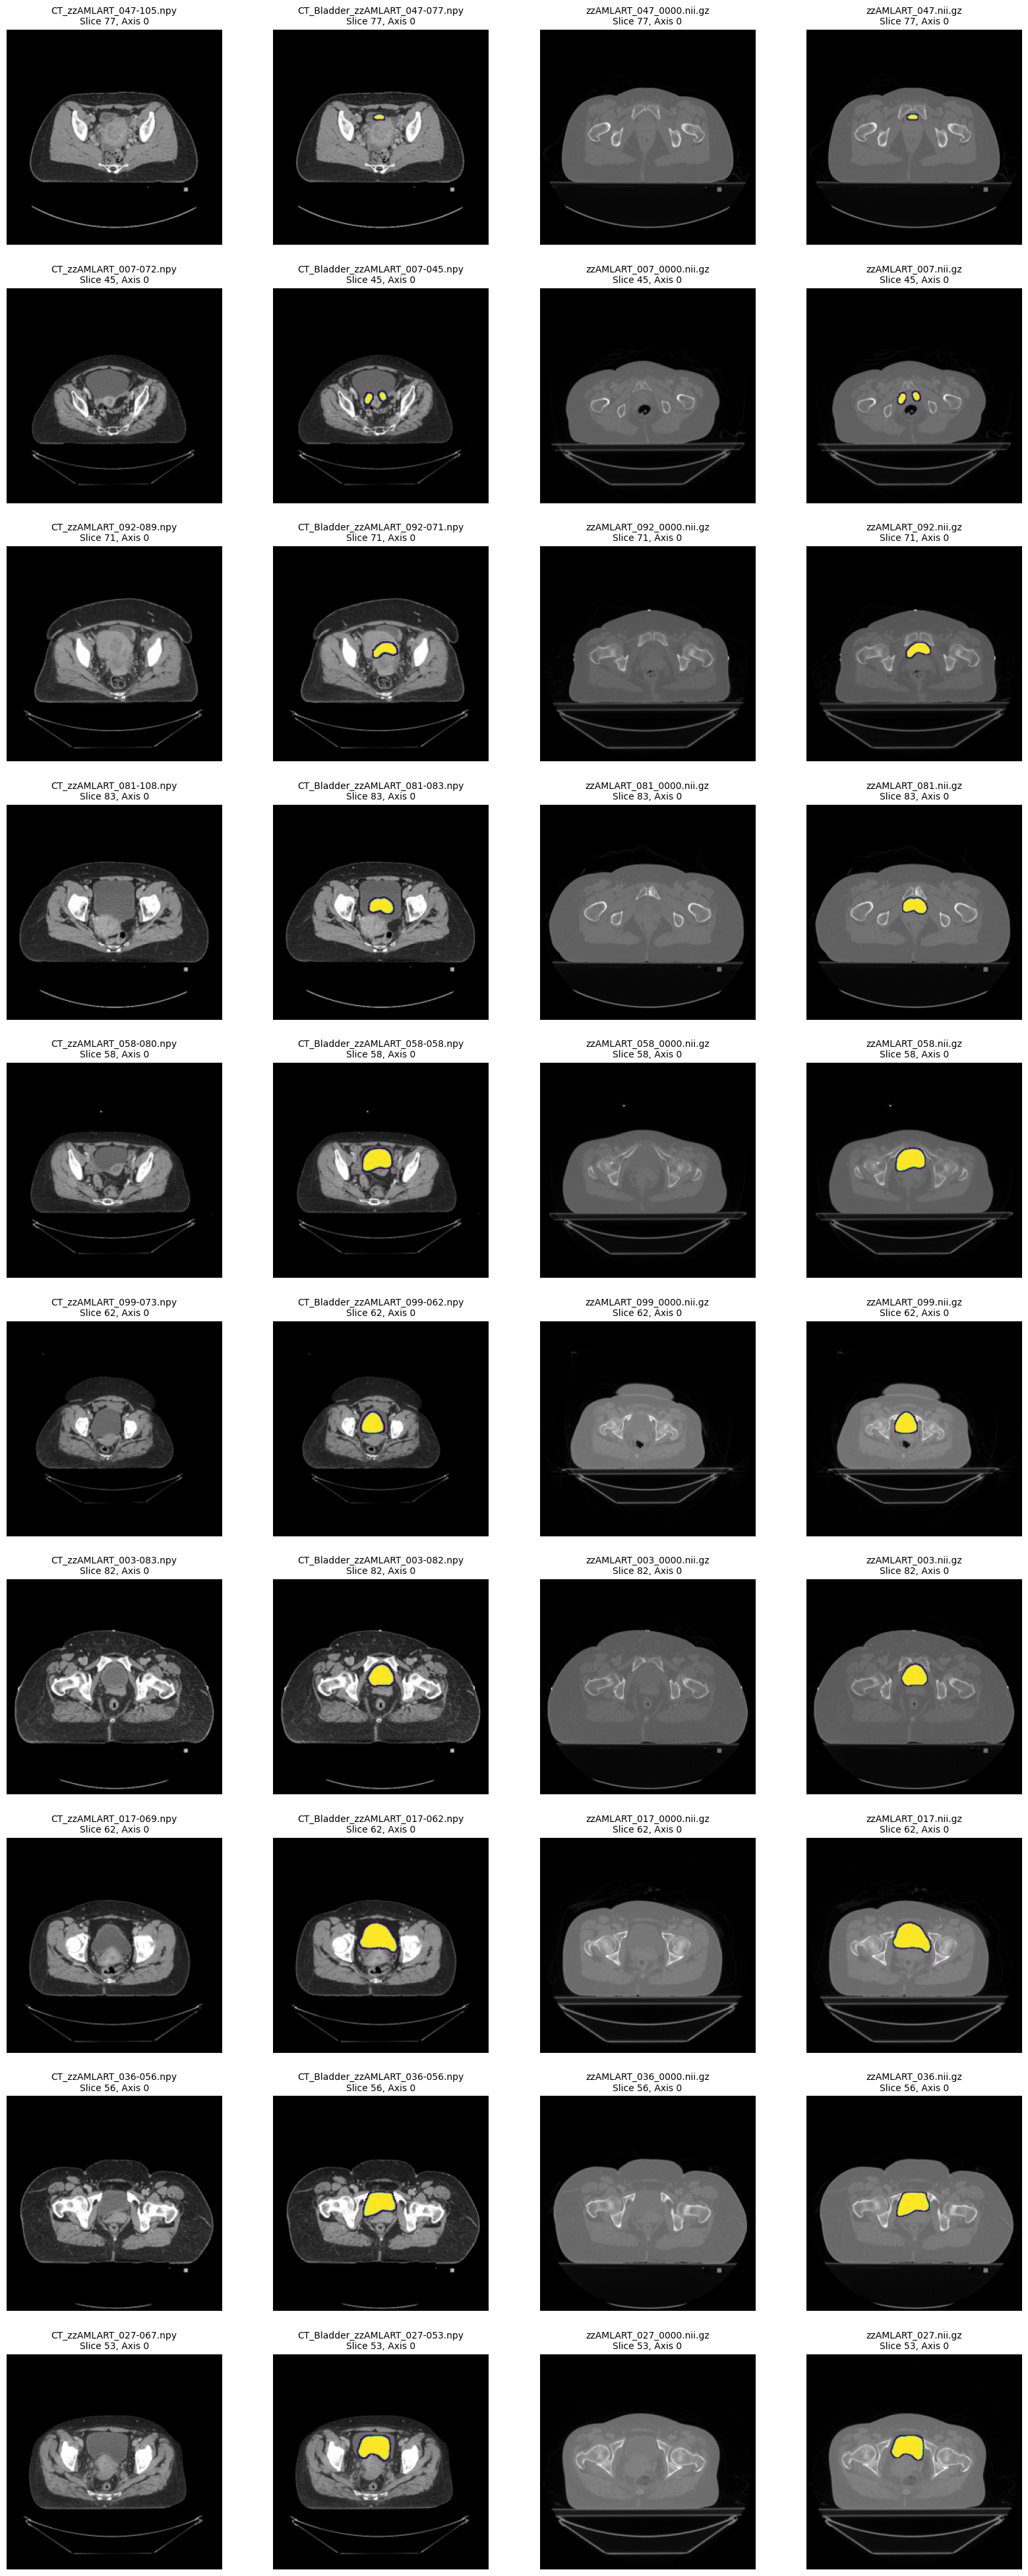 CT_zzAMLART_047-105.npy
Slice 77, Axis 0
CT_Bladder_zzAMLART_047-077.npy
Slice 77, Axis 0
zzAMLART_047_0000.nii.gz
Slice 77, Axis 0
zzAMLART_047.nii.gz
Slice 77, Axis 0
CT_zzAMLART_007-072.npy
Slice 45, Axis 0
CT_Bladder_zzAMLART_007-045.npy
Slice 45, Axis 0
zzAMLART_007_0000.nii.gz
Slice 45, Axis 0
zzAMLART_007.nii.gz
Slice 45, Axis 0
CT_zzAMLART_092-089.npy
Slice 71, Axis 0
CT_Bladder_zzAMLART_092-071.npy
Slice 71, Axis 0
zzAMLART_092_0000.nii.gz
Slice 71, Axis 0
zzAMLART_092.nii.gz
Slice 71, Axis 0
CT_zzAMLART_081-108.npy
Slice 83, Axis 0
CT_Bladder_zzAMLART_081-083.npy
Slice 83, Axis 0
zzAMLART_081_0000.nii.gz
Slice 83, Axis 0
zzAMLART_081.nii.gz
Slice 83, Axis 0
CT_zzAMLART_058-080.npy
Slice 58, Axis 0
CT_Bladder_zzAMLART_058-058.npy
Slice 58, Axis 0
zzAMLART_058_0000.nii.gz
Slice 58, Axis 0
zzAMLART_058.nii.gz
Slice 58, Axis 0
CT_zzAMLART_099-073.npy
Slice 62, Axis 0
CT_Bladder_zzAMLART_099-062.npy
Slice 62, Axis 0
zzAMLART_099_0000.nii.gz
Slice 62, Axis 0
zzAMLART_099.nii.gz
Slice 62, Axis 0
CT_zzAMLART_003-083.npy
Slice 82, Axis 0
CT_Bladder_zzAMLART_003-082.npy
Slice 82, Axis 0
zzAMLART_003_0000.nii.gz
Slice 82, Axis 0
zzAMLART_003.nii.gz
Slice 82, Axis 0
CT_zzAMLART_017-069.npy
Slice 62, Axis 0
CT_Bladder_zzAMLART_017-062.npy
Slice 62, Axis 0
zzAMLART_017_0000.nii.gz
Slice 62, Axis 0
zzAMLART_017.nii.gz
Slice 62, Axis 0
CT_zzAMLART_036-056.npy
Slice 56, Axis 0
CT_Bladder_zzAMLART_036-056.npy
Slice 56, Axis 0
zzAMLART_036_0000.nii.gz
Slice 56, Axis 0
zzAMLART_036.nii.gz
Slice 56, Axis 0
CT_zzAMLART_027-067.npy
Slice 53, Axis 0
CT_Bladder_zzAMLART_027-053.npy
Slice 53, Axis 0
zzAMLART_027_0000.nii.gz
Slice 53, Axis 0
zzAMLART_027.nii.gz
Slice 53, Axis 0